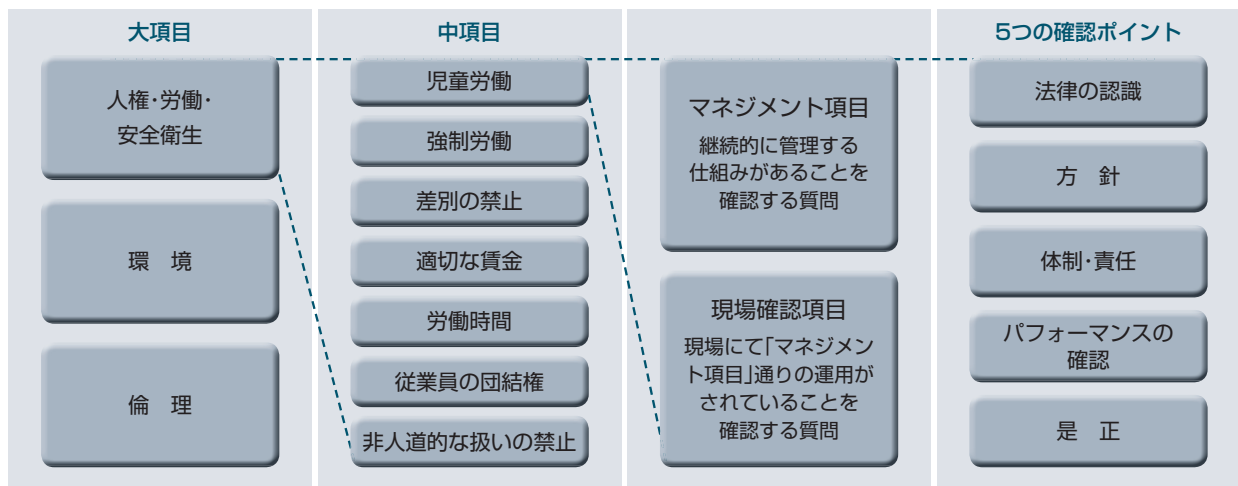 大項目
人権・労働・
安全衛生
環 境
倫 理
中項目
児童労働
強制労働
差別の禁止
適切な賃金
労働時間
従業員の団結権
非人道的な扱いの禁止
マネジメント項目
継続的に管理する
仕組みがあることを
確認する質問
現場確認項目
現場にて「マネジメン
ト項目」通りの運用が
されていることを
確認する質問
5つの確認ポイント
法律の認識
方 針
体制・責任
パフォーマンスの
確認
是 正